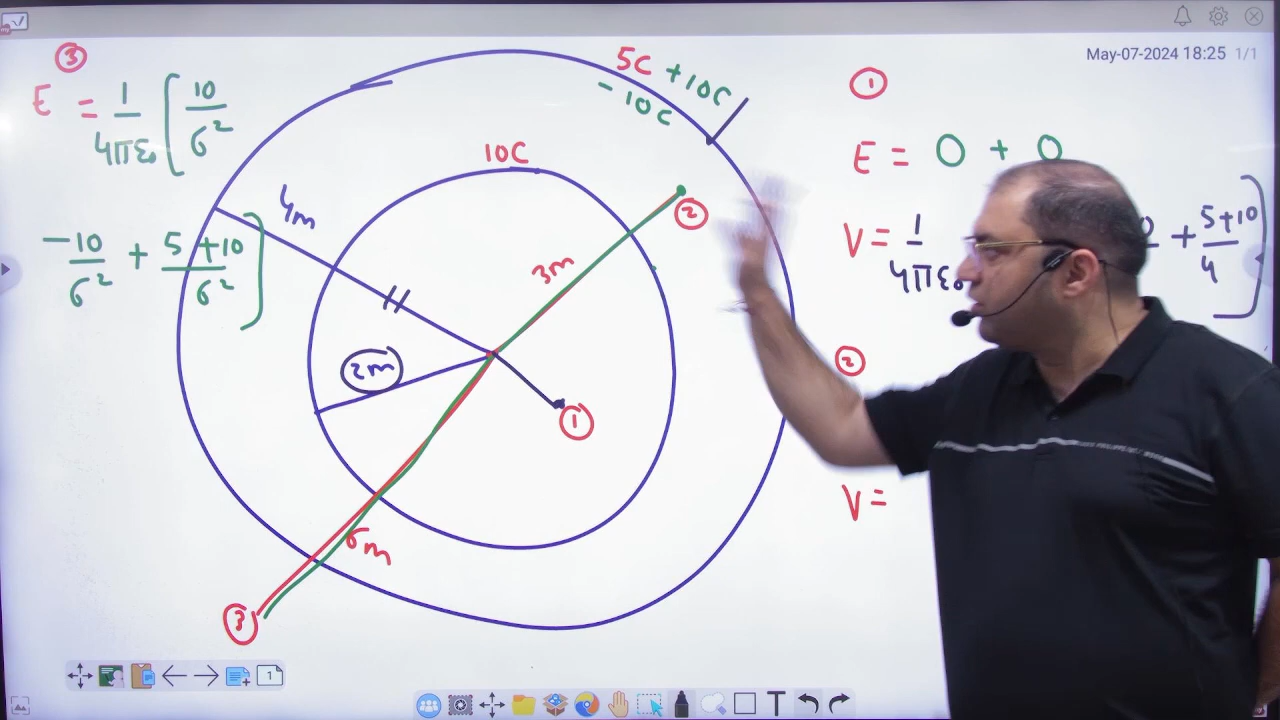 May-07-2024 18:25 1/1
③
E = 1/4πε₀ [ 10/6²
-10/6² + 5+10/6² ]
5C +10C
-10C
10C
4m
2m
3m
6m
①
②
③
①
E = 0 + 0
V = 1/4πε₀ + 5+10/4 ]
②
V =
1
T